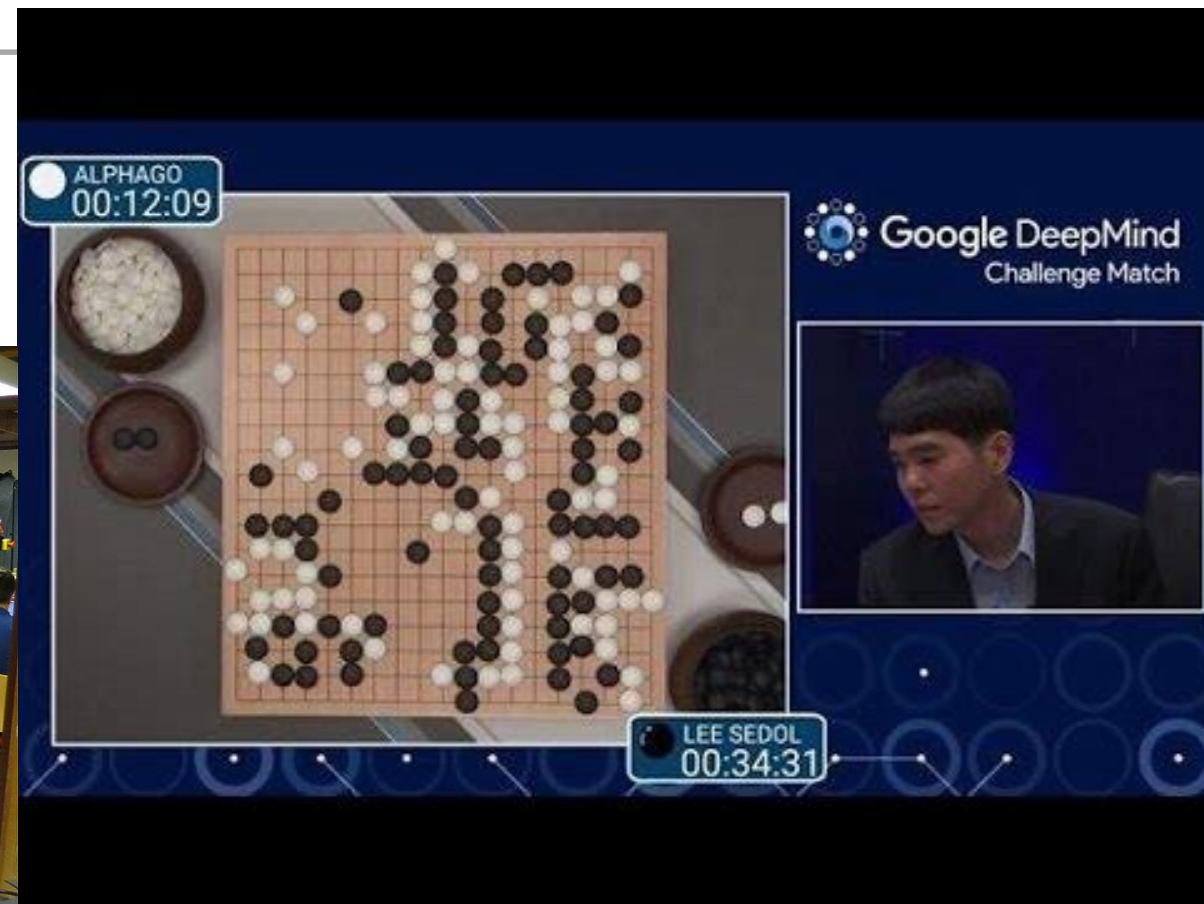 ALPHAGO
00:12:09
Google DeepMind
Challenge Match
LEE SEDOL
00:34:31